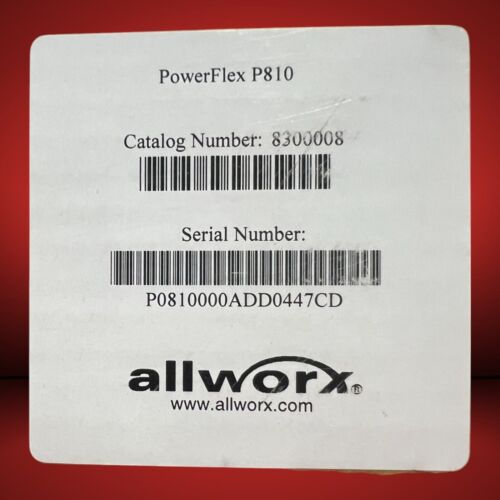 PowerFlex P810
Catalog Number: 8300008
Serial Number:
P0810000ADD0447CD
allworx®
www.allworx.com